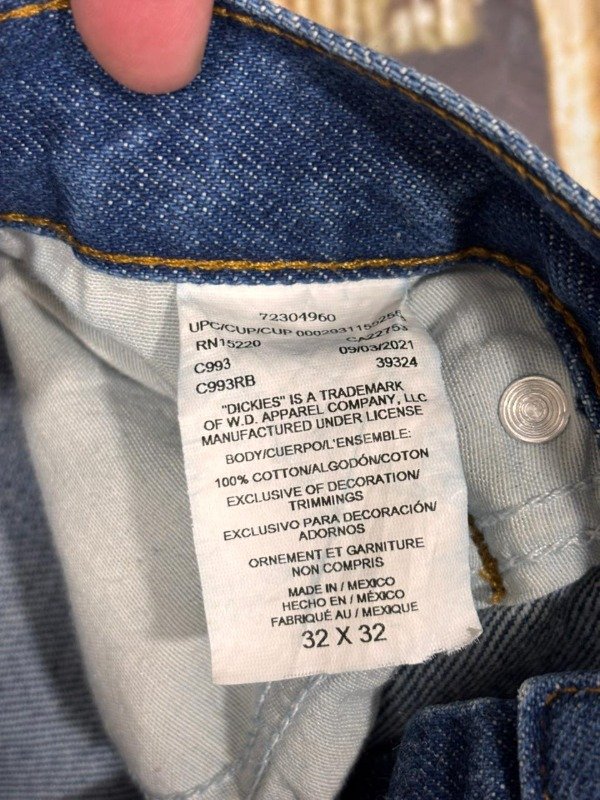 72304960
UPC/CUP/CUP
RN15220
C993 09/03/2021
C993RB 39324
"DICKIES" IS A TRADEMARK
OF W.D. APPAREL COMPANY, LLC
MANUFACTURED UNDER LICENSE
BODY/CUERPO/L'ENSEMBLE:
100% COTTON/ALGODÓN/COTON
EXCLUSIVE OF DECORATION/
TRIMMINGS
EXCLUSIVO PARA DECORACIÓN/
ADORNOS
ORNEMENT ET GARNITURE
NON COMPRIS
MADE IN / MEXICO
HECHO EN / MÉXICO
FABRIQUÉ AU / MEXIQUE
32 X 32